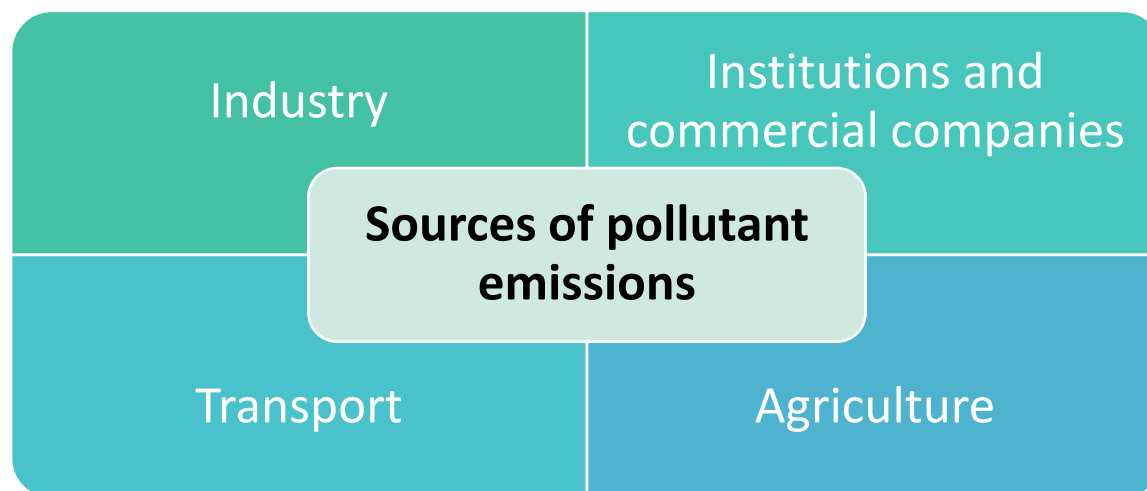 Industry
Institutions and
commercial companies
Sources of pollutant
emissions
Transport
Agriculture